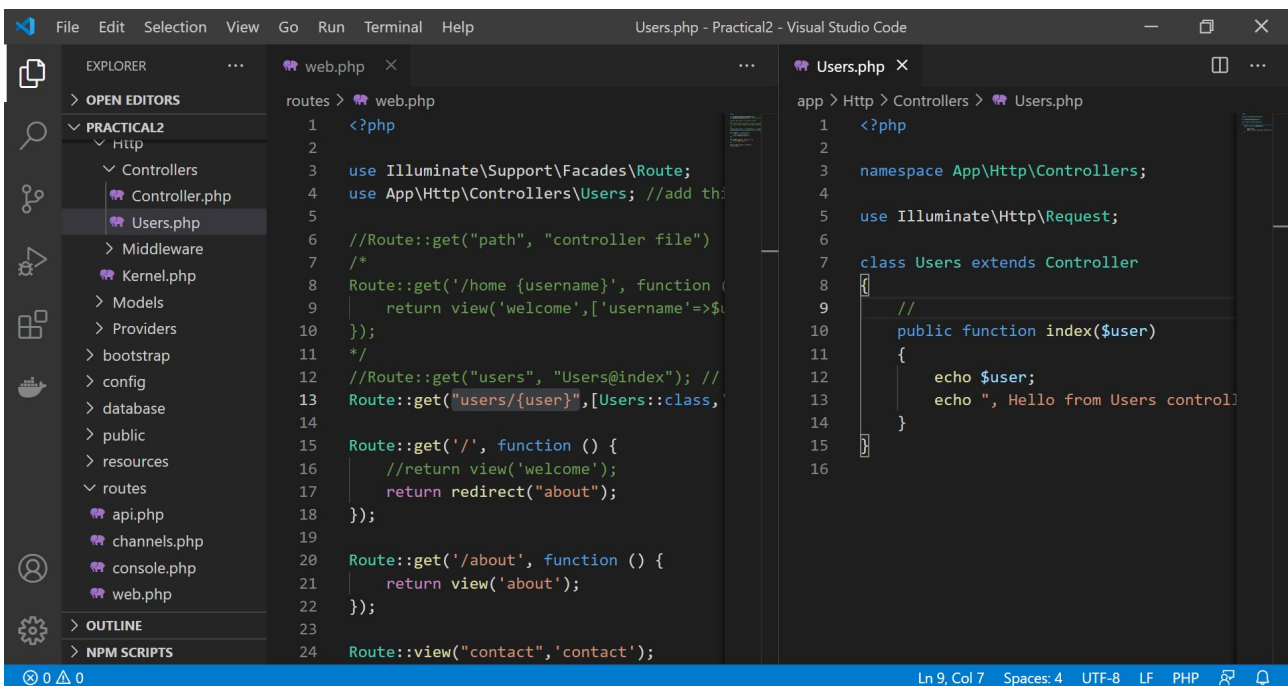 File Edit Selection View Go Run Terminal Help Users.php - Practical2 - Visual Studio Code
EXPLORER
OPEN EDITORS
PRACTICAL2
Http
Controllers
Controller.php
Users.php
Middleware
Kernel.php
Models
Providers
bootstrap
config
database
public
resources
routes
api.php
channels.php
console.php
web.php
OUTLINE
NPM SCRIPTS
web.php
routes > web.php
1 <?php
2
3 use Illuminate\Support\Facades\Route;
4 use App\Http\Controllers\Users; //add thi
5
6 //Route::get("path", "controller file")
7 /*
8 Route::get('/home {username}', function (
9 return view('welcome',['username'=>$u
10 });
11 */
12 //Route::get("users", "Users@index"); //
13 Route::get("users/{user}",[Users::class,'
14
15 Route::get('/', function () {
16 //return view('welcome');
17 return redirect("about");
18 });
19
20 Route::get('/about', function () {
21 return view('about');
22 });
23
24 Route::view("contact",'contact');
Users.php
app > Http > Controllers > Users.php
1 <?php
2
3 namespace App\Http\Controllers;
4
5 use Illuminate\Http\Request;
6
7 class Users extends Controller
8 {
9 //
10 public function index($user)
11 {
12 echo $user;
13 echo ", Hello from Users controll
14 }
15 }
16
0 0 Ln 9, Col 7 Spaces: 4 UTF-8 LF PHP